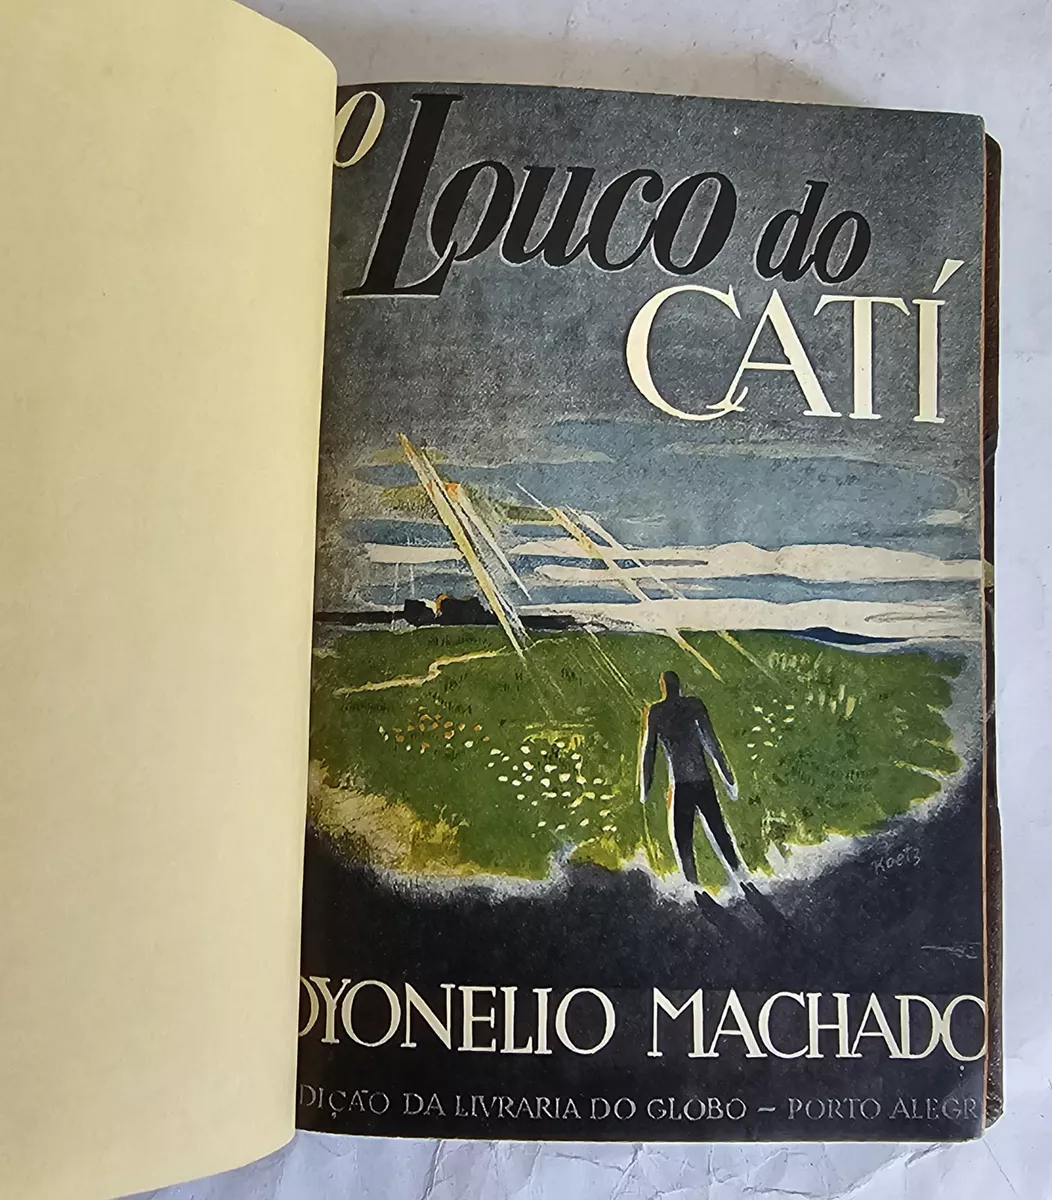 O Louco do
CATÍ
Koetz
DYONELIO MACHADO
DIÇÃO DA LIVRARIA DO GLOBO – PORTO ALEGR